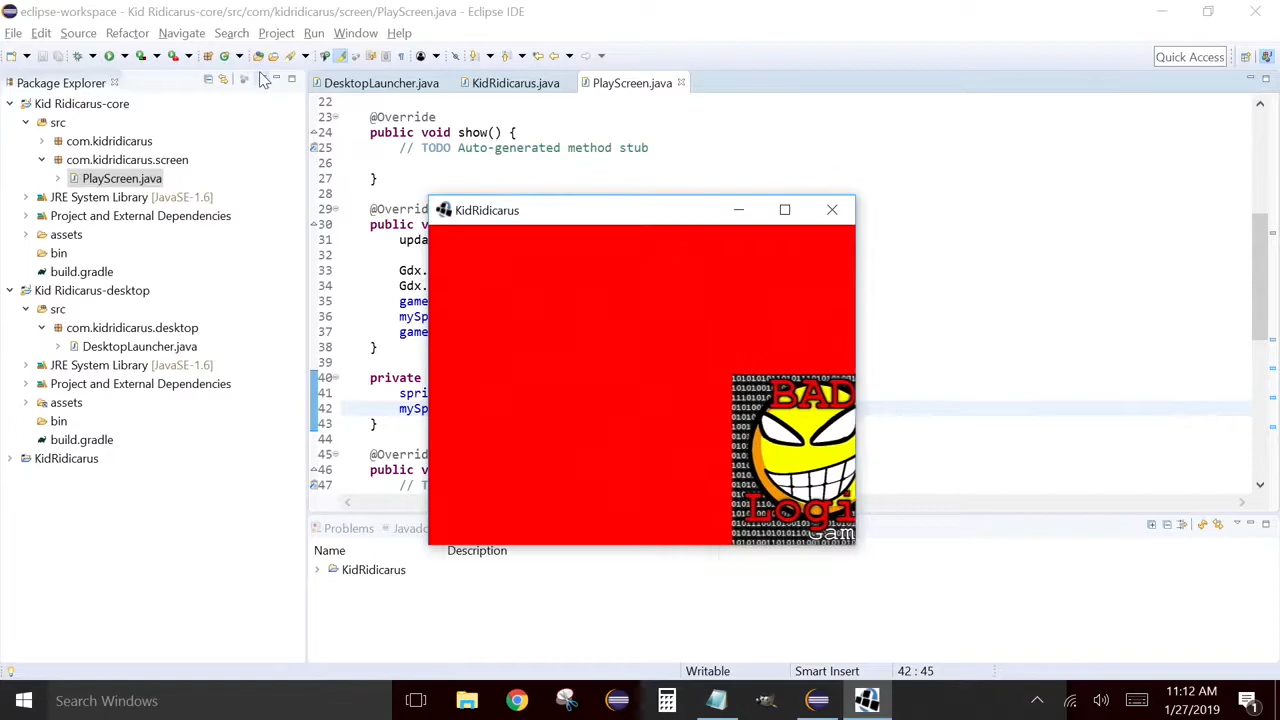 eclipse-workspace - Kid Ridicarus-core/src/com/kidridicarus/screen/PlayScreen.java - Eclipse IDE
File Edit Source Refactor Navigate Search Project Run Window Help
Quick Access
Package Explorer
DesktopLauncher.java KidRidicarus.java PlayScreen.java
Kid Ridicarus-core
src
com.kidridicarus
com.kidridicarus.screen
PlayScreen.java
JRE System Library [JavaSE-1.6]
Project and External Dependencies
assets
bin
build.gradle
Kid Ridicarus-desktop
src
com.kidridicarus.desktop
DesktopLauncher.java
JRE System Library [JavaSE-1.6]
Project and External Dependencies
assets
bin
build.gradle
KidRidicarus
22
23 @Override
24 public void show() {
25 // TODO Auto-generated method stub
26
27 }
28
29 @Overrid
30 public v
31 upda
32
33 Gdx.
34 Gdx.
35 game
36 mySp
37 game
38 }
39
40 private
41 spri
42 mySp
43 }
44
45 @Overrid
46 public v
47 // T
KidRidicarus
BAD
Logi
Gam
Problems Javado
Name Description
KidRidicarus
Writable Smart Insert 42 : 45
Search Windows
11:12 AM
1/27/2019
1